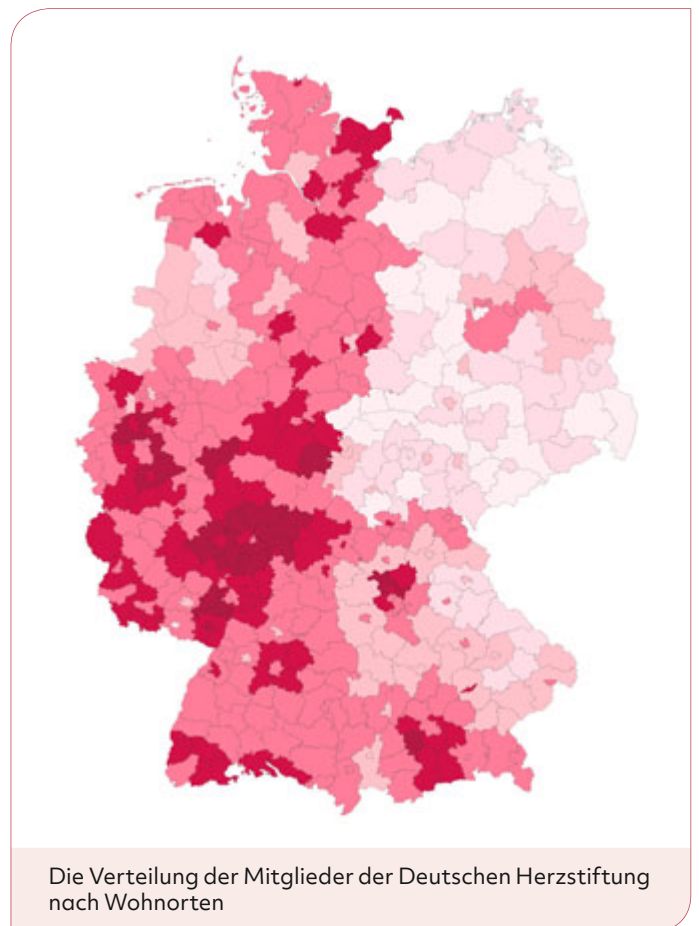 Die Verteilung der Mitglieder der Deutschen Herzstiftung
nach Wohnorten